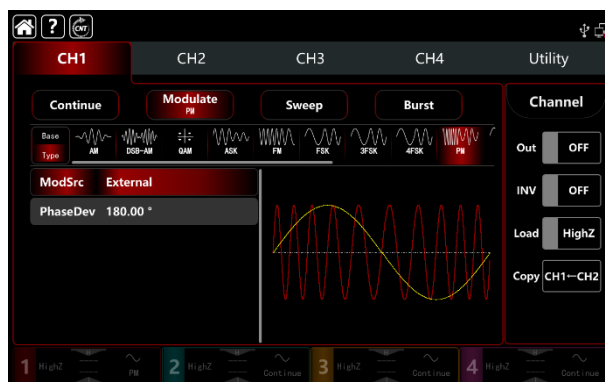 ? CNT
CH1 CH2 CH3 CH4 Utility
Continue Modulate Sweep Burst Channel
PM
Base AM DSB-AM QAM ASK FM FSK 3FSK 4FSK PM
Type
Out OFF
ModSrc External
INV OFF
PhaseDev 180.00 °
Load HighZ
Copy CH1←CH2
1 HighZ PM 2 HighZ Continue 3 HighZ Continue 4 HighZ Continue